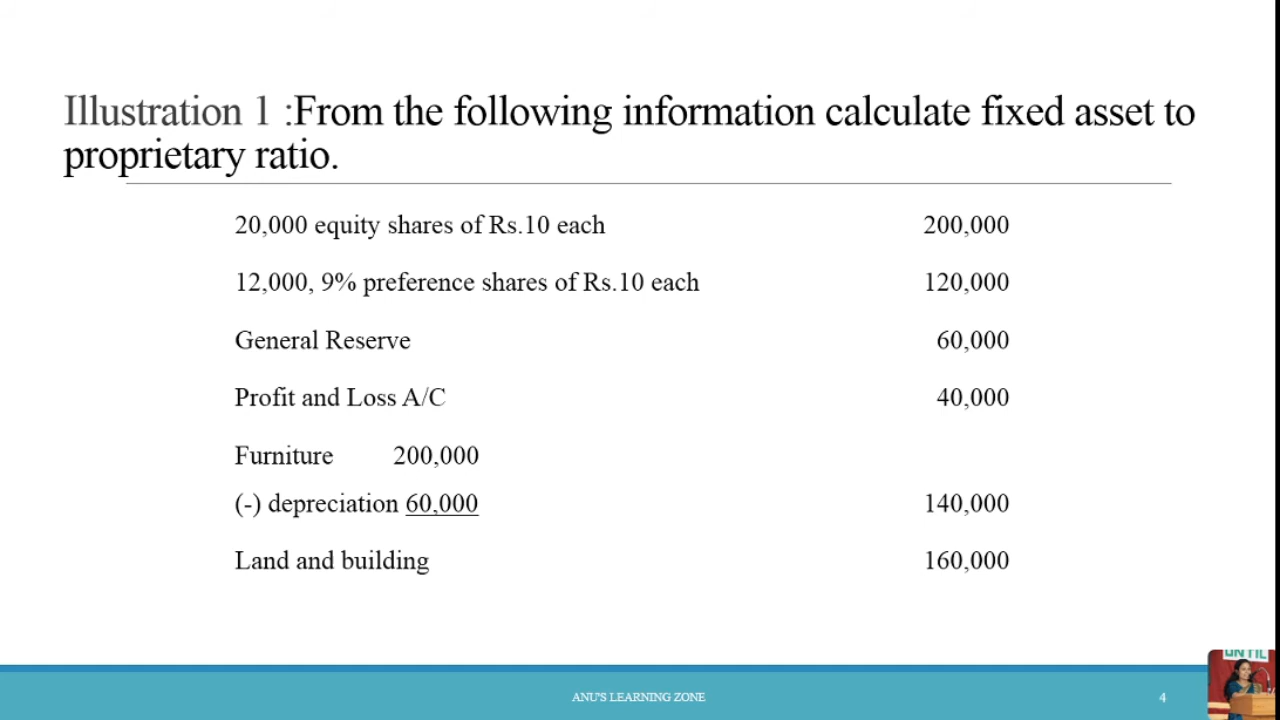 Illustration 1 :From the following information calculate fixed asset to
proprietary ratio.
20,000 equity shares of Rs.10 each 200,000
12,000, 9% preference shares of Rs.10 each 120,000
General Reserve 60,000
Profit and Loss A/C 40,000
Furniture 200,000
(-) depreciation 60,000 140,000
Land and building 160,000
ANU'S LEARNING ZONE 4